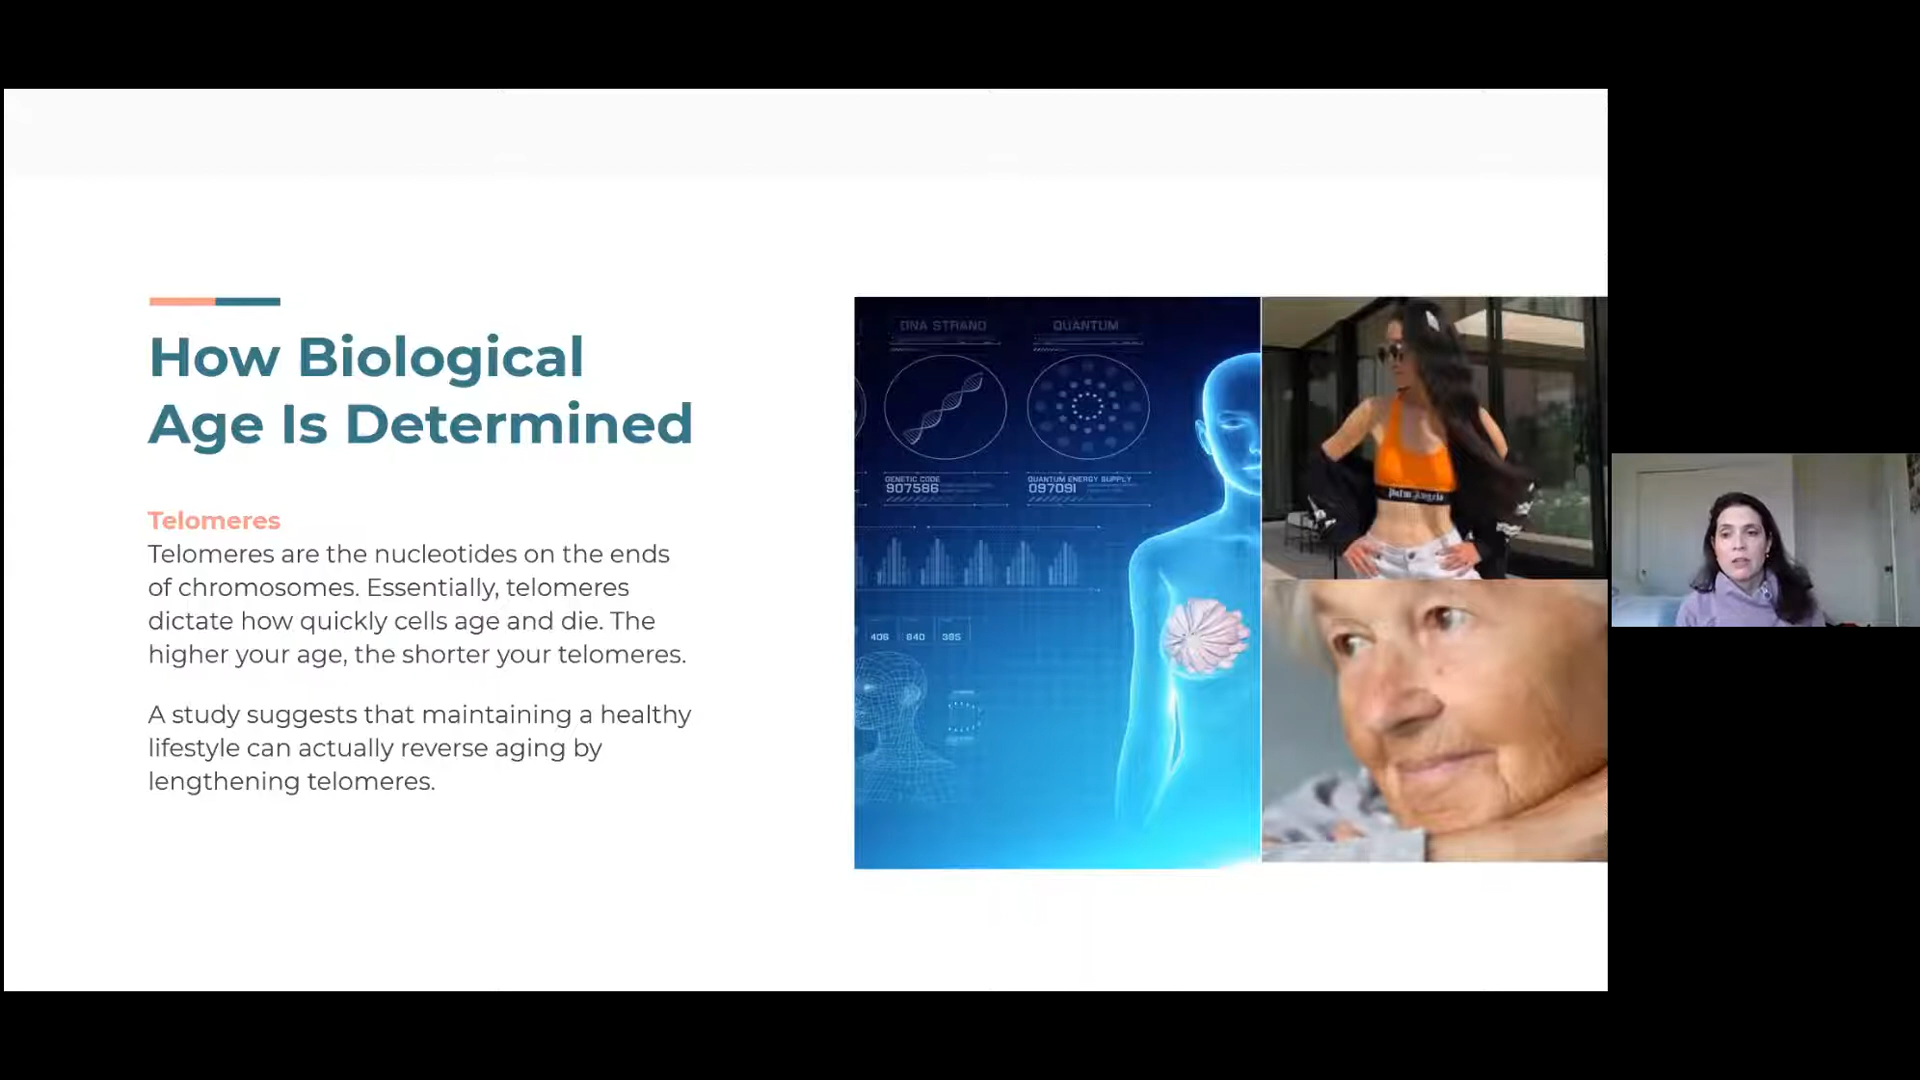 How Biological
Age Is Determined
Telomeres
Telomeres are the nucleotides on the ends
of chromosomes. Essentially, telomeres
dictate how quickly cells age and die. The
higher your age, the shorter your telomeres.
A study suggests that maintaining a healthy
lifestyle can actually reverse aging by
lengthening telomeres.
DNA STRAND
QUANTUM
GENETIC CODE
907586
QUANTUM ENERGY SUPPLY
097091
406 840 385
Palm Angels